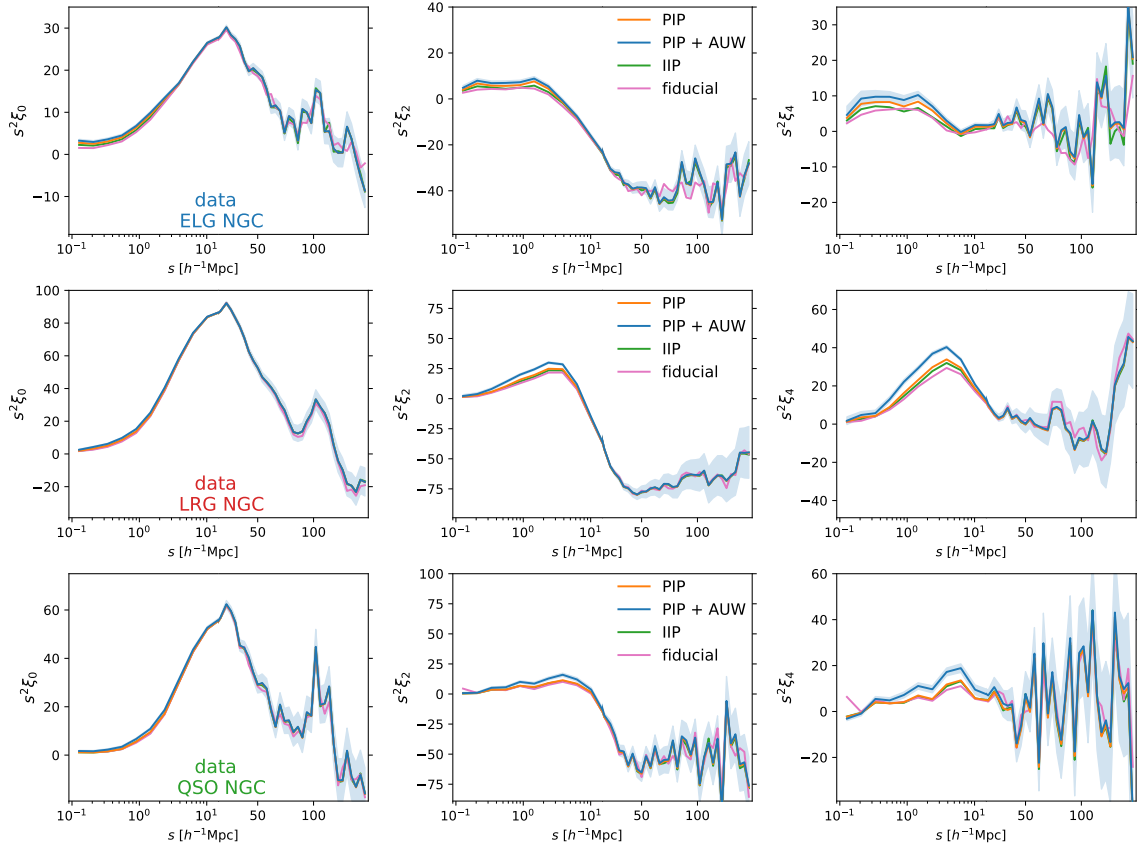 30
20
10
0
−10
s²ξ₀
data
ELG NGC
10⁻¹ 10⁰ 10¹ 50 100
s [h⁻¹Mpc]
60
40
20
0
−20
−40
s²ξ₂
PIP
PIP + AUW
IIP
fiducial
10⁻¹ 10⁰ 10¹ 50 100
s [h⁻¹Mpc]
30
20
10
0
−10
−20
s²ξ₄
10⁻¹ 10⁰ 10¹ 50 100
s [h⁻¹Mpc]
100
80
60
40
20
0
−20
s²ξ₀
data
LRG NGC
10⁻¹ 10⁰ 10¹ 50 100
s [h⁻¹Mpc]
75
50
25
0
−25
−50
−75
s²ξ₂
PIP
PIP + AUW
IIP
fiducial
10⁻¹ 10⁰ 10¹ 50 100
s [h⁻¹Mpc]
60
40
20
0
−20
−40
s²ξ₄
10⁻¹ 10⁰ 10¹ 50 100
s [h⁻¹Mpc]
60
40
20
0
s²ξ₀
data
QSO NGC
10⁻¹ 10⁰ 10¹ 50 100
s [h⁻¹Mpc]
100
75
50
25
0
−25
−50
−75
s²ξ₂
PIP
PIP + AUW
IIP
fiducial
10⁻¹ 10⁰ 10¹ 50 100
s [h⁻¹Mpc]
60
40
20
0
−20
s²ξ₄
10⁻¹ 10⁰ 10¹ 50 100
s [h⁻¹Mpc]